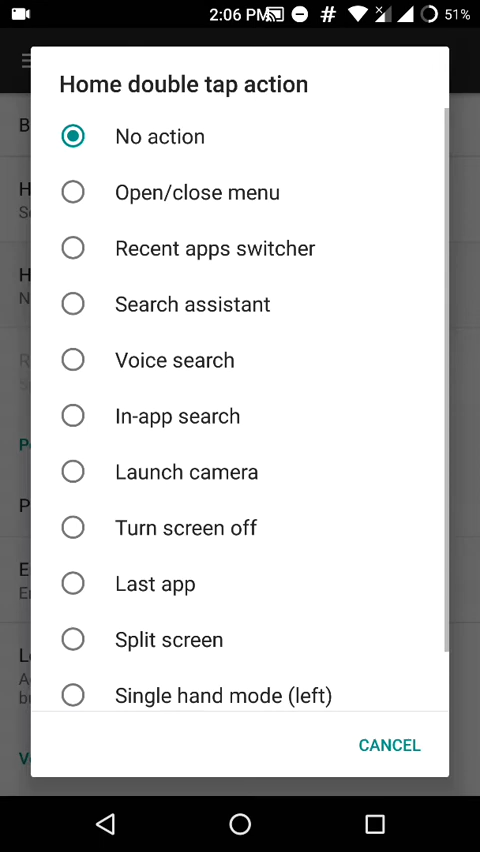 2:06 PM
51%
Home double tap action
No action
Open/close menu
Recent apps switcher
Search assistant
Voice search
In-app search
Launch camera
Turn screen off
Last app
Split screen
Single hand mode (left)
CANCEL